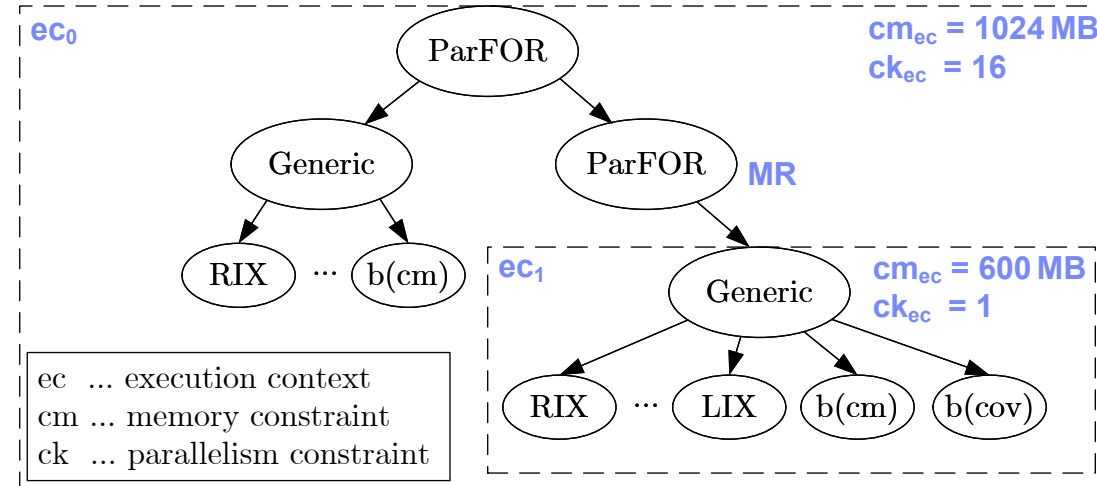 ec0
cmec = 1024 MB
ckec = 16
ParFOR
Generic
ParFOR
MR
RIX ... b(cm)
ec1
cmec = 600 MB
ckec = 1
Generic
RIX ... LIX b(cm) b(cov)
ec ... execution context
cm ... memory constraint
ck ... parallelism constraint